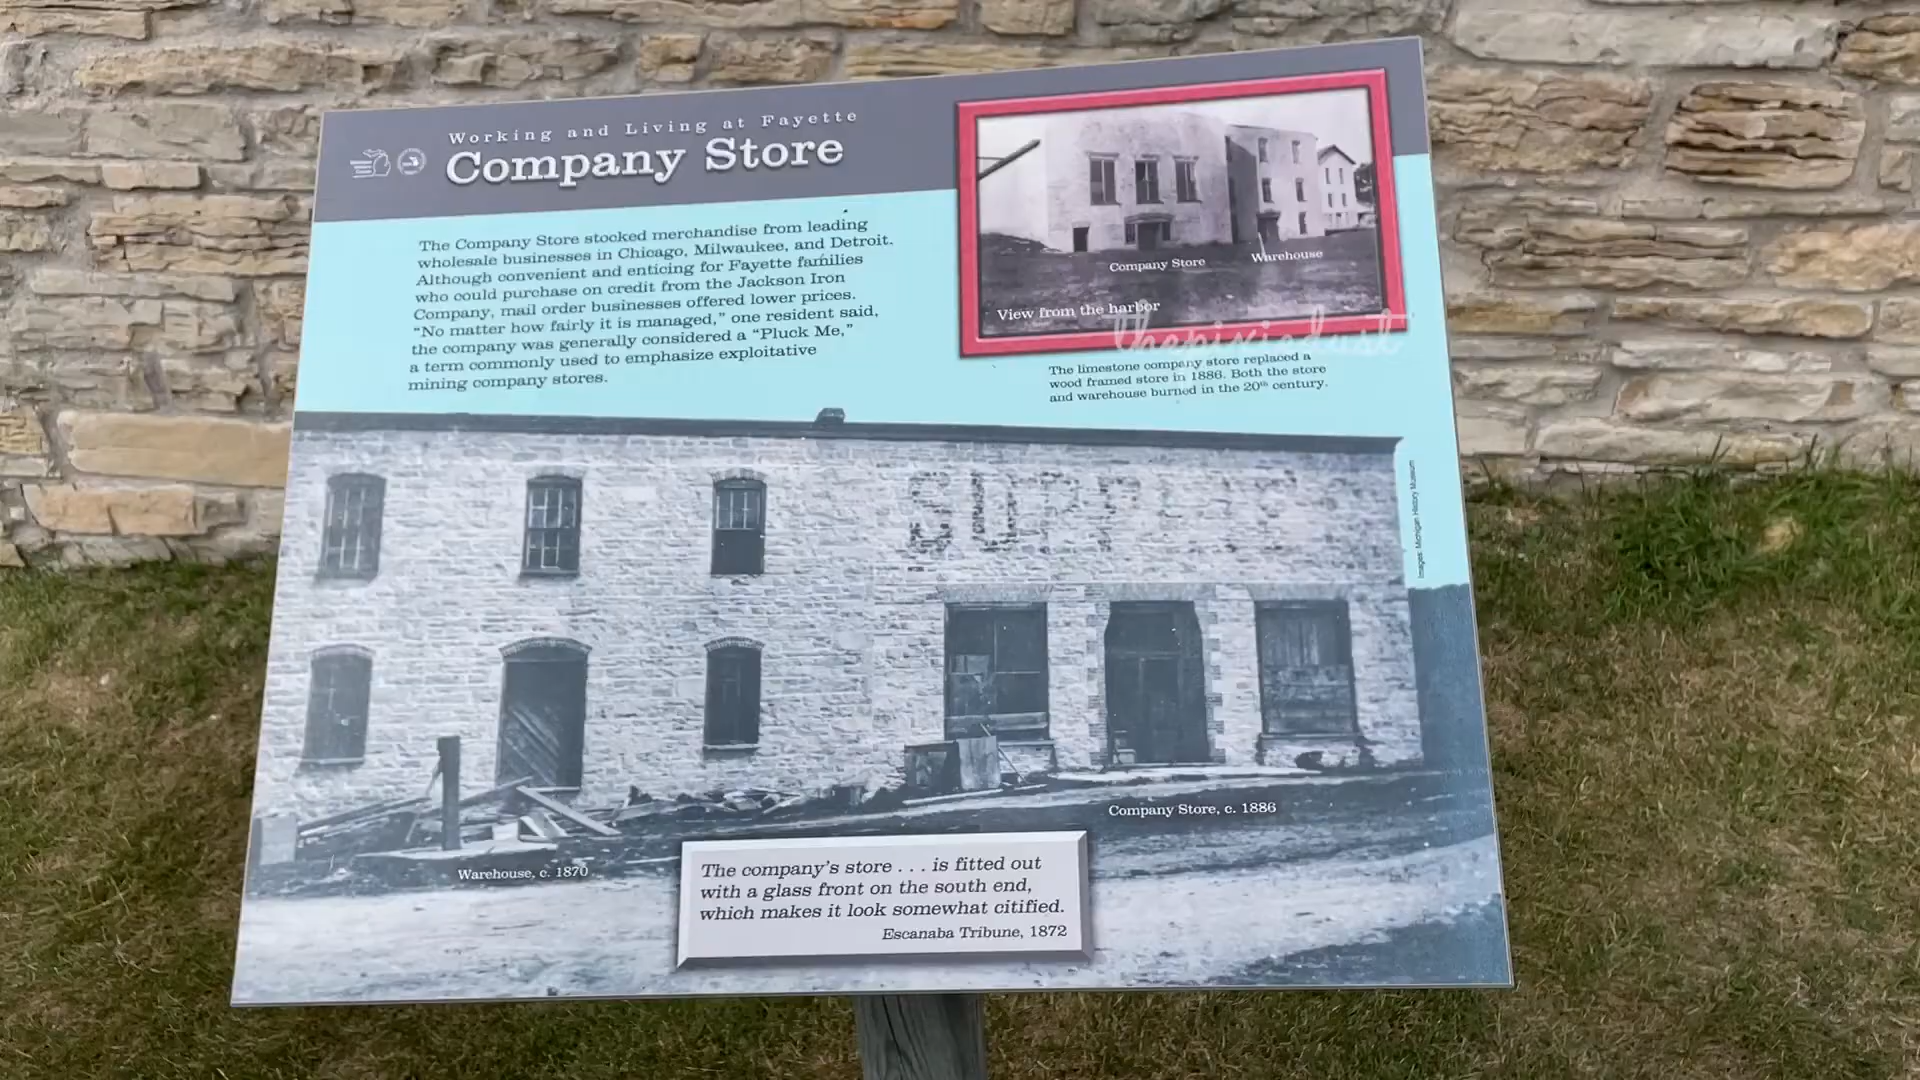 Working and Living at Fayette
Company Store
The Company Store stocked merchandise from leading
wholesale businesses in Chicago, Milwaukee, and Detroit.
Although convenient and enticing for Fayette families
who could purchase on credit from the Jackson Iron
Company, mail order businesses offered lower prices.
“No matter how fairly it is managed,” one resident said,
the company was generally considered a “Pluck Me,”
a term commonly used to emphasize exploitative
mining company stores.
Company Store
Warehouse
View from the harbor
thepixiedust
The limestone company store replaced a
wood framed store in 1886. Both the store
and warehouse burned in the 20th century.
Images: Michigan History Museum
SUPPLY
Company Store, c. 1886
Warehouse, c. 1870
The company’s store . . . is fitted out
with a glass front on the south end,
which makes it look somewhat citified.
Escanaba Tribune, 1872